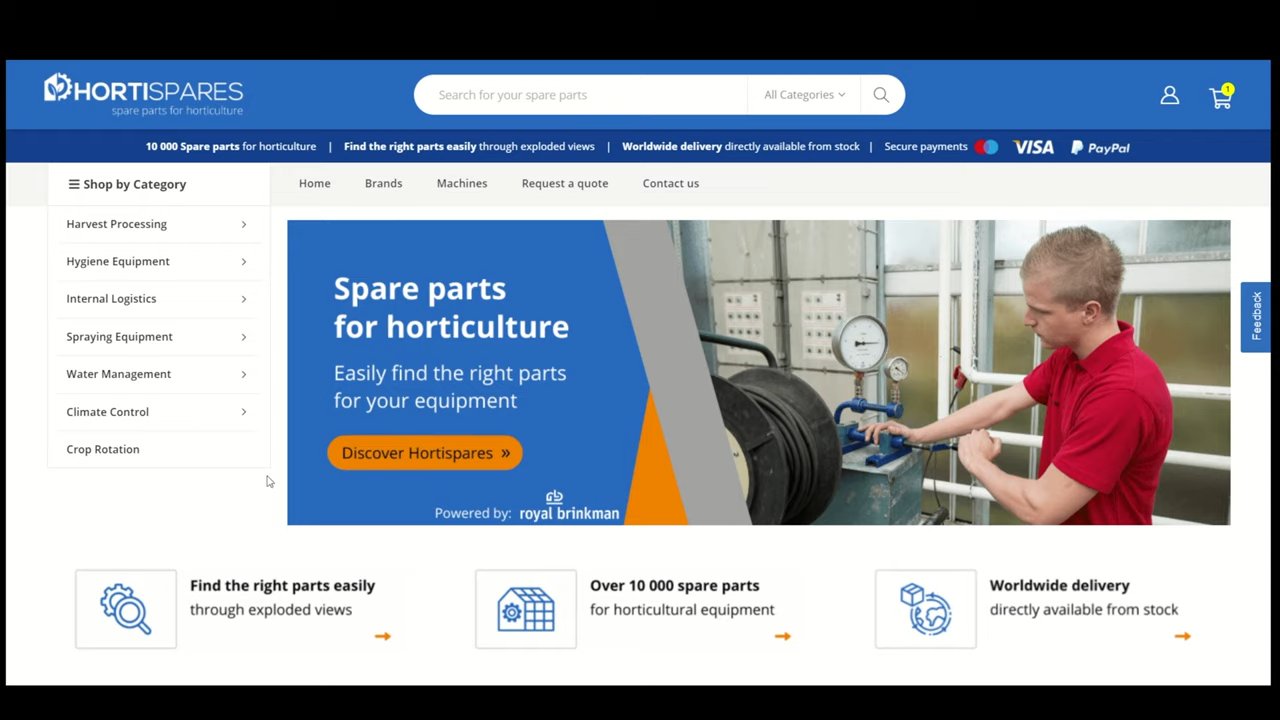 HORTISPARES
spare parts for horticulture
Search for your spare parts
All Categories
1
10 000 Spare parts for horticulture | Find the right parts easily through exploded views | Worldwide delivery directly available from stock | Secure payments VISA PayPal
Shop by Category
Home Brands Machines Request a quote Contact us
Harvest Processing
Hygiene Equipment
Internal Logistics
Spraying Equipment
Water Management
Climate Control
Crop Rotation
Spare parts
for horticulture
Easily find the right parts
for your equipment
Discover Hortispares »
Powered by: royal brinkman
Feedback
Find the right parts easily
through exploded views
Over 10 000 spare parts
for horticultural equipment
Worldwide delivery
directly available from stock